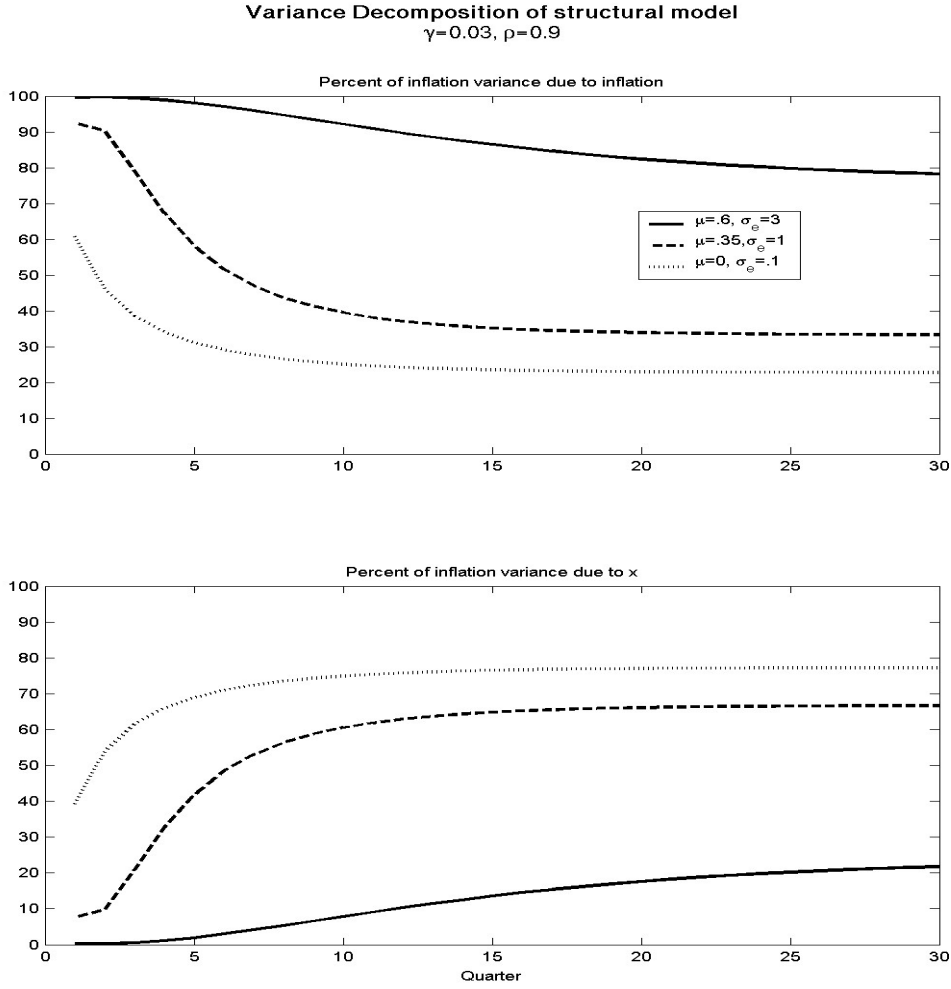 Variance Decomposition of structural model
γ=0.03, ρ=0.9
Percent of inflation variance due to inflation
100
90
80
70
60
50
40
30
20
10
0
μ=.6, σ_e=3
μ=.35,σ_e=1
μ=0, σ_e=.1
0 5 10 15 20 25 30
Percent of inflation variance due to x
100
90
80
70
60
50
40
30
20
10
0
0 5 10 15 20 25 30
Quarter